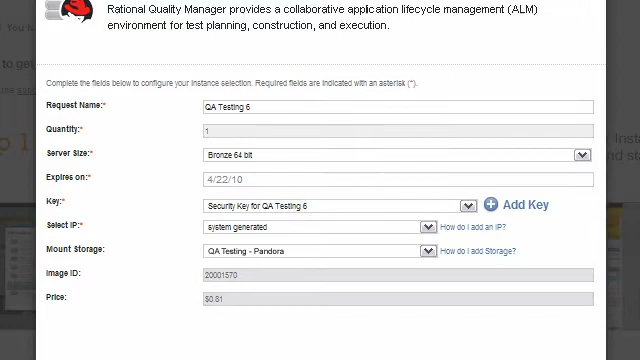 Rational Quality Manager provides a collaborative application lifecycle management (ALM)
environment for test planning, construction, and execution.
Complete the fields below to configure your instance selection. Required fields are indicated with an asterisk (*).
Request Name:* QA Testing 6
Quantity:* 1
Server Size:* Bronze 64 bit
Expires on:* 4/22/10
Key:* Security Key for QA Testing 6 Add Key
Select IP:* system generated How do I add an IP?
Mount Storage: QA Testing - Pandora How do I add Storage?
Image ID: 20001570
Price: $0.81